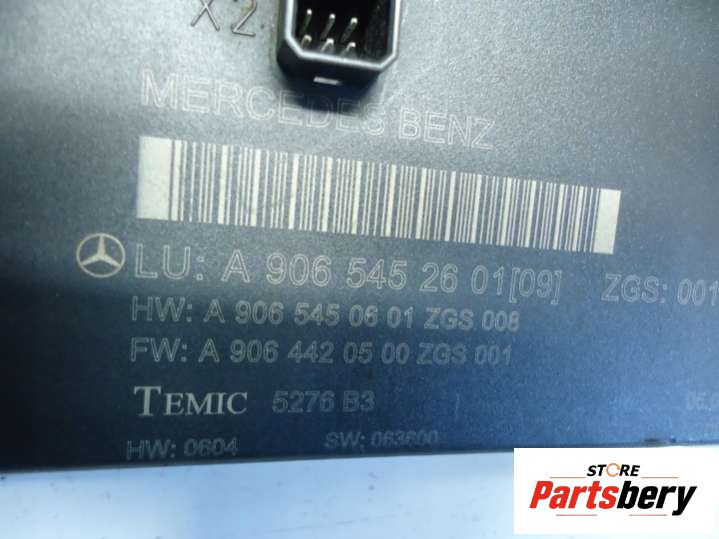 X2
MERCEDES BENZ
LU: A 906 545 26 01[09] ZGS: 001
HW: A 906 545 06 01 ZGS 008
FW: A 906 442 05 00 ZGS 001
TEMIC 5276 B3
HW: 0604 SW: 063600
STORE
Partsbery